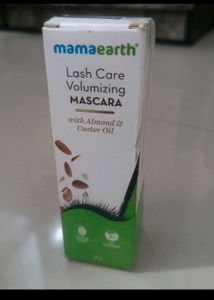 mamaearth
Lash Care
Volumizing
MASCARA
with Almond &
Castor Oil